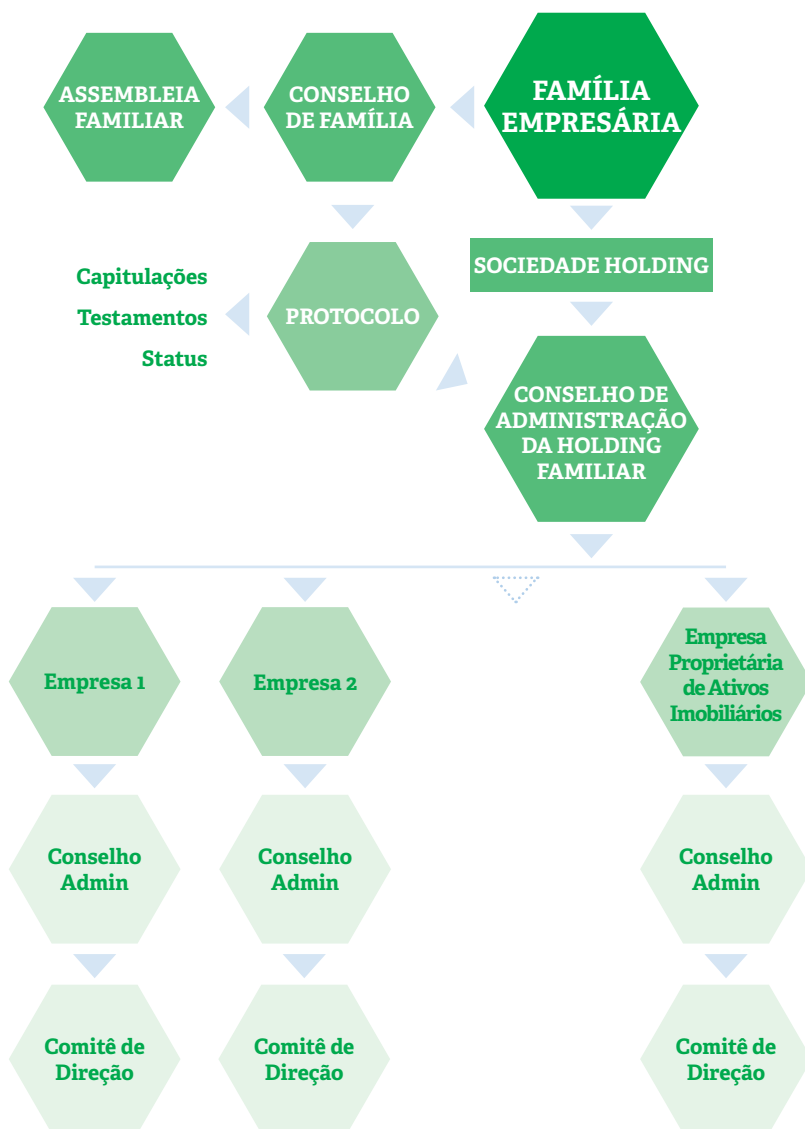 ASSEMBLEIA
FAMILIAR
CONSELHO
DE FAMÍLIA
FAMÍLIA
EMPRESÁRIA
SOCIEDADE HOLDING
Capitulações
Testamentos
Status
PROTOCOLO
CONSELHO DE
ADMINISTRAÇÃO
DA HOLDING
FAMILIAR
Empresa 1
Empresa 2
Empresa
Proprietária
de Ativos
Imobiliários
Conselho
Admin
Conselho
Admin
Conselho
Admin
Comitê de
Direção
Comitê de
Direção
Comitê de
Direção